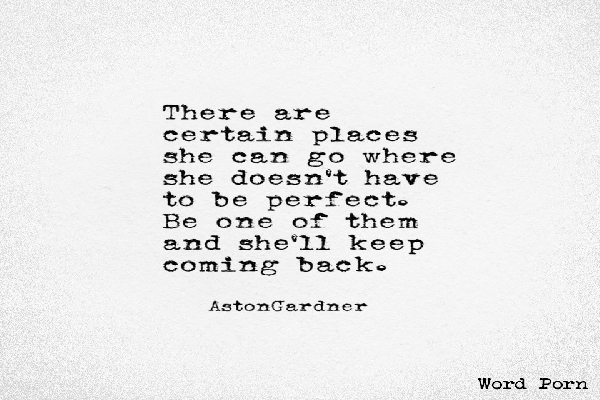 There are
certain places
she can go where
she doesn't have
to be perfect.
Be one of them
and she'll keep
coming back.
AstonGardner
Word Porn